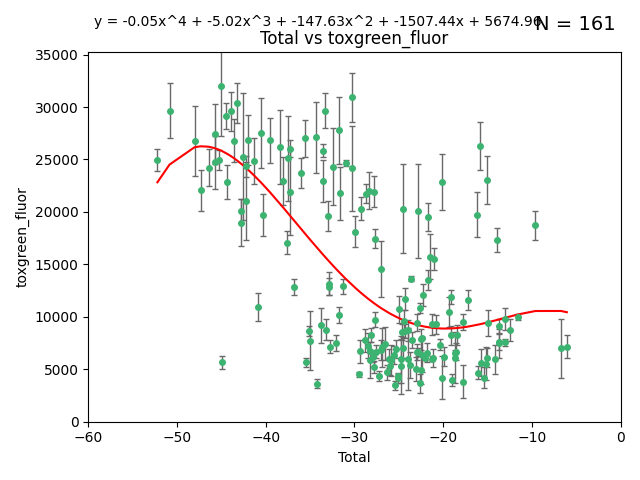 y = -0.05x^4 + -5.02x^3 + -147.63x^2 + -1507.44x + 5674.96
N = 161
Total vs toxgreen_fluor
35000
30000
25000
20000
15000
10000
5000
0
toxgreen_fluor
−60 −50 −40 −30 −20 −10 0
Total